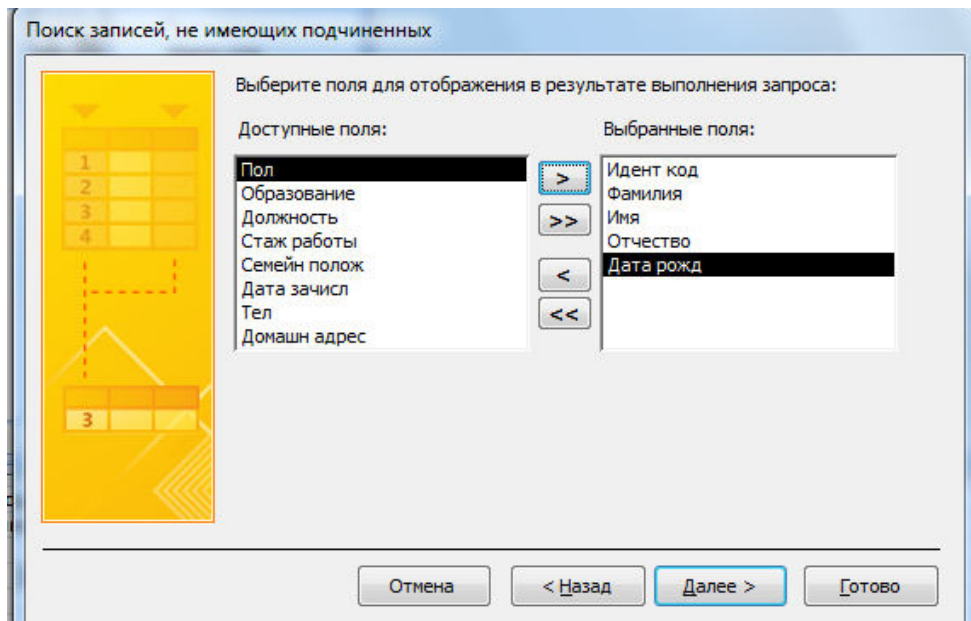 Поиск записей, не имеющих подчиненных
Выберите поля для отображения в результате выполнения запроса:
Доступные поля:
Пол
Образование
Должность
Стаж работы
Семейн полож
Дата зачисл
Тел
Домашн адрес
>
>>
<
<<
Выбранные поля:
Идент код
Фамилия
Имя
Отчество
Дата рожд
1
2
3
4
3
Отмена
< Назад
Далее >
Готово